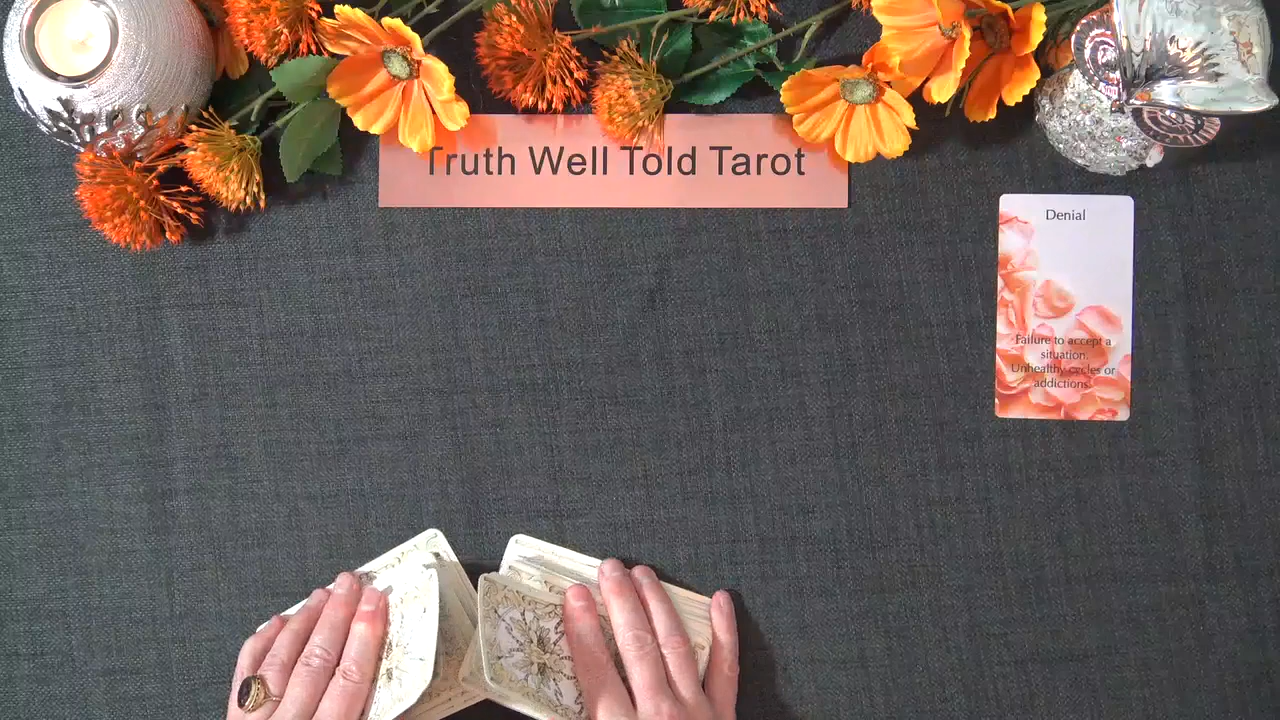 Truth Well Told Tarot
Denial
Failure to accept a
situation.
Unhealthy cycles or
addictions.